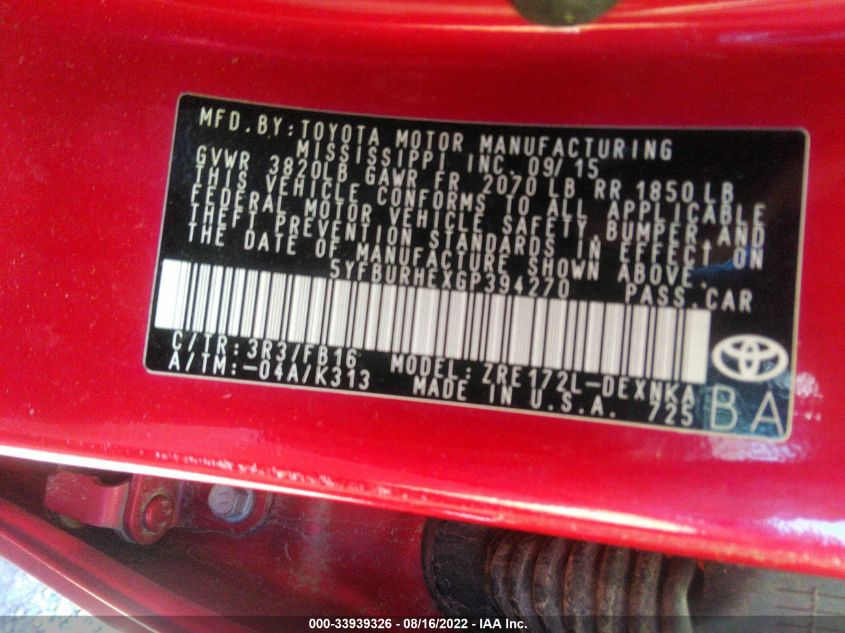 MFD.BY:TOYOTA MOTOR MANUFACTURING
MISSISSIPPI INC. 09/15
GVWR 3820LB GAWR FR 2070 LB RR 1850 LB
THIS VEHICLE CONFORMS TO ALL APPLICABLE
FEDERAL MOTOR VEHICLE SAFETY, BUMPER AND
THEFT PREVENTION STANDARDS IN EFFECT ON
THE DATE OF MANUFACTURE SHOWN ABOVE.
5YFBURHEXGP394270 PASS.CAR
C/TR:3R3/FB16 MODEL:ZRE172L-DEXNKA
A/TM:-04A/K313 MADE IN U.S.A. 725
BA
000-33939326 - 08/16/2022 - IAA Inc.